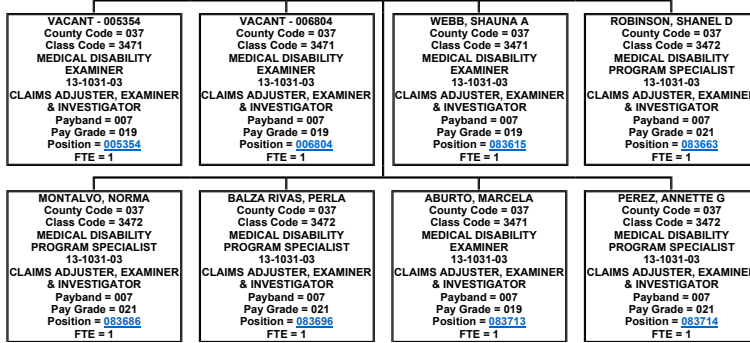 VACANT - 005354
County Code = 037
Class Code = 3471
MEDICAL DISABILITY
EXAMINER
13-1031-03
CLAIMS ADJUSTER, EXAMINER
& INVESTIGATOR
Payband = 007
Pay Grade = 019
Position = 005354
FTE = 1
VACANT - 006804
County Code = 037
Class Code = 3471
MEDICAL DISABILITY
EXAMINER
13-1031-03
CLAIMS ADJUSTER, EXAMINER
& INVESTIGATOR
Payband = 007
Pay Grade = 019
Position = 006804
FTE = 1
WEBB, SHAUNA A
County Code = 037
Class Code = 3471
MEDICAL DISABILITY
EXAMINER
13-1031-03
CLAIMS ADJUSTER, EXAMINER
& INVESTIGATOR
Payband = 007
Pay Grade = 019
Position = 083615
FTE = 1
ROBINSON, SHANEL D
County Code = 037
Class Code = 3472
MEDICAL DISABILITY
PROGRAM SPECIALIST
13-1031-03
CLAIMS ADJUSTER, EXAMINER
& INVESTIGATOR
Payband = 007
Pay Grade = 021
Position = 083663
FTE = 1
MONTALVO, NORMA
County Code = 037
Class Code = 3472
MEDICAL DISABILITY
PROGRAM SPECIALIST
13-1031-03
CLAIMS ADJUSTER, EXAMINER
& INVESTIGATOR
Payband = 007
Pay Grade = 021
Position = 083686
FTE = 1
BALZA RIVAS, PERLA
County Code = 037
Class Code = 3472
MEDICAL DISABILITY
PROGRAM SPECIALIST
13-1031-03
CLAIMS ADJUSTER, EXAMINER
& INVESTIGATOR
Payband = 007
Pay Grade = 021
Position = 083696
FTE = 1
ABURTO, MARCELA
County Code = 037
Class Code = 3471
MEDICAL DISABILITY
EXAMINER
13-1031-03
CLAIMS ADJUSTER, EXAMINER
& INVESTIGATOR
Payband = 007
Pay Grade = 019
Position = 083713
FTE = 1
PEREZ, ANNETTE G
County Code = 037
Class Code = 3472
MEDICAL DISABILITY
PROGRAM SPECIALIST
13-1031-03
CLAIMS ADJUSTER, EXAMINER
& INVESTIGATOR
Payband = 007
Pay Grade = 021
Position = 083714
FTE = 1